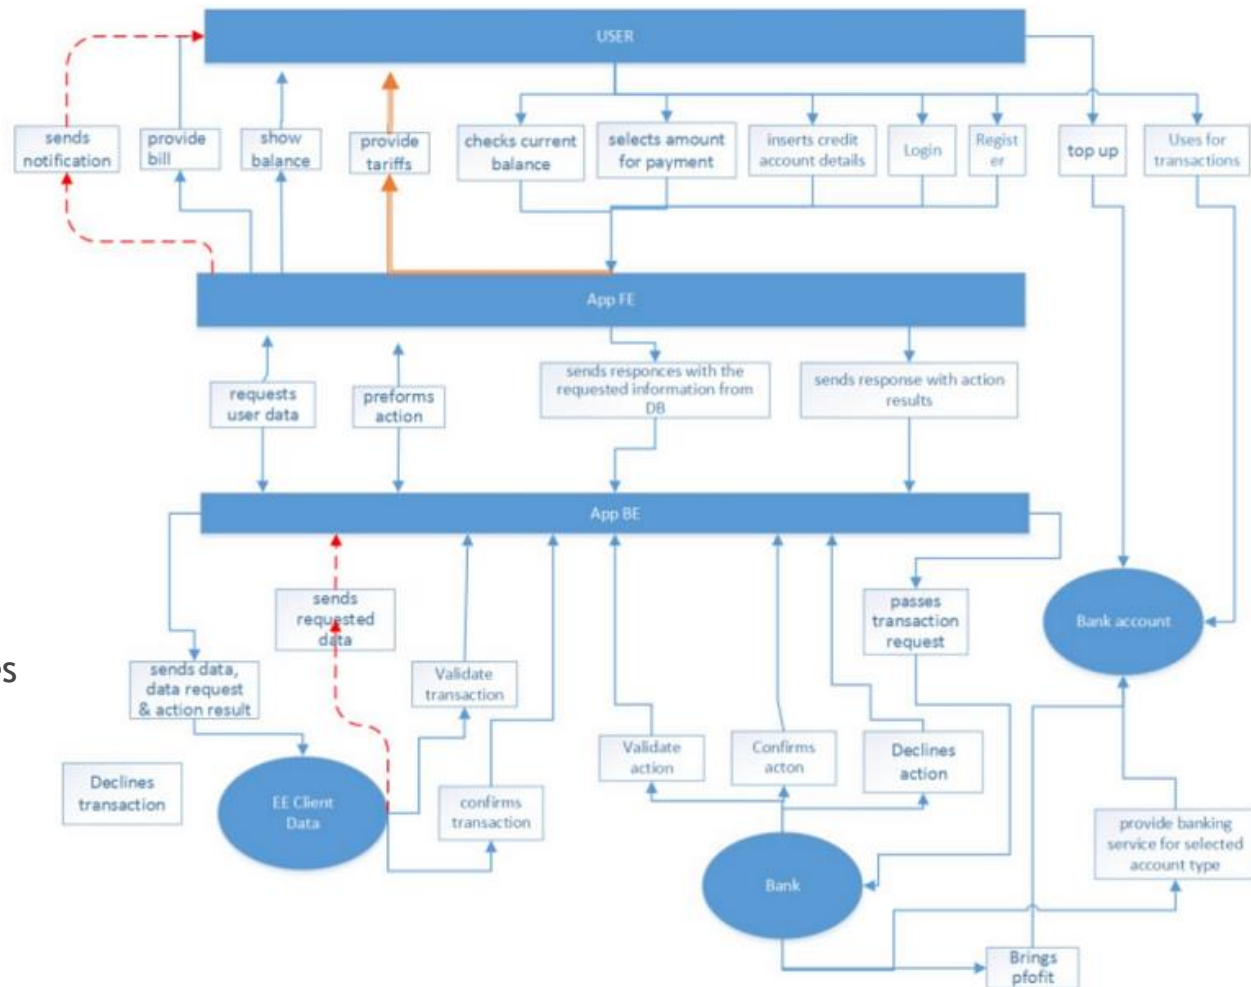 USER
sends
notification
provide
bill
show
balance
provide
tariffs
checks current
balance
selects amount
for payment
inserts credit
account details
Login
Regist
er
top up
Uses for
transactions
App FE
requests
user data
preforms
action
sends responces with the
requested information from
DB
sends response with action
results
App BE
sends
requested
data
passes
transaction
request
Bank account
es
sends data,
data request
& action result
Validate
transaction
Validate
action
Confirms
acton
Declines
action
Declines
transaction
EE Client
Data
confirms
transaction
provide banking
service for selected
account type
Bank
Brings
pfofit